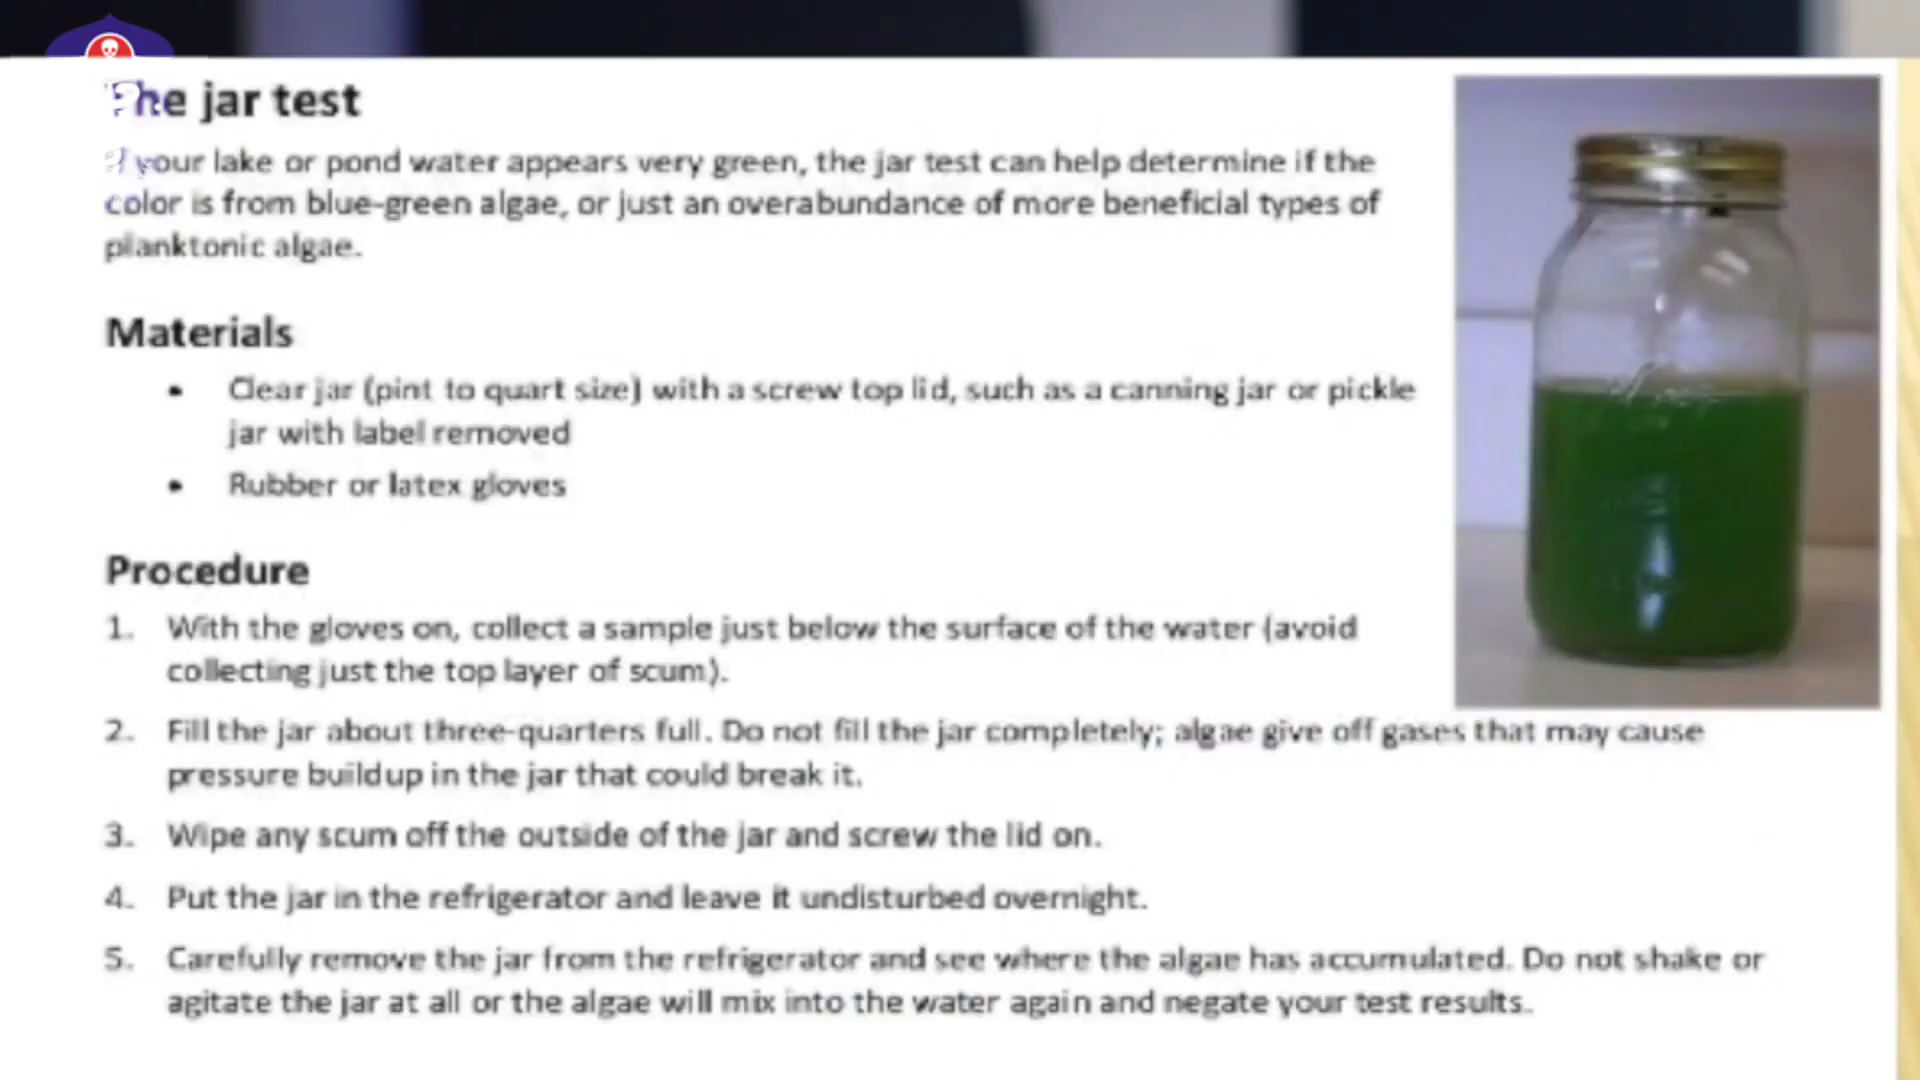 The jar test
If your lake or pond water appears very green, the jar test can help determine if the
color is from blue-green algae, or just an overabundance of more beneficial types of
planktonic algae.
Materials
• Clear jar (pint to quart size) with a screw top lid, such as a canning jar or pickle
jar with label removed
• Rubber or latex gloves
Procedure
1. With the gloves on, collect a sample just below the surface of the water (avoid
collecting just the top layer of scum).
2. Fill the jar about three-quarters full. Do not fill the jar completely; algae give off gases that may cause
pressure buildup in the jar that could break it.
3. Wipe any scum off the outside of the jar and screw the lid on.
4. Put the jar in the refrigerator and leave it undisturbed overnight.
5. Carefully remove the jar from the refrigerator and see where the algae has accumulated. Do not shake or
agitate the jar at all or the algae will mix into the water again and negate your test results.